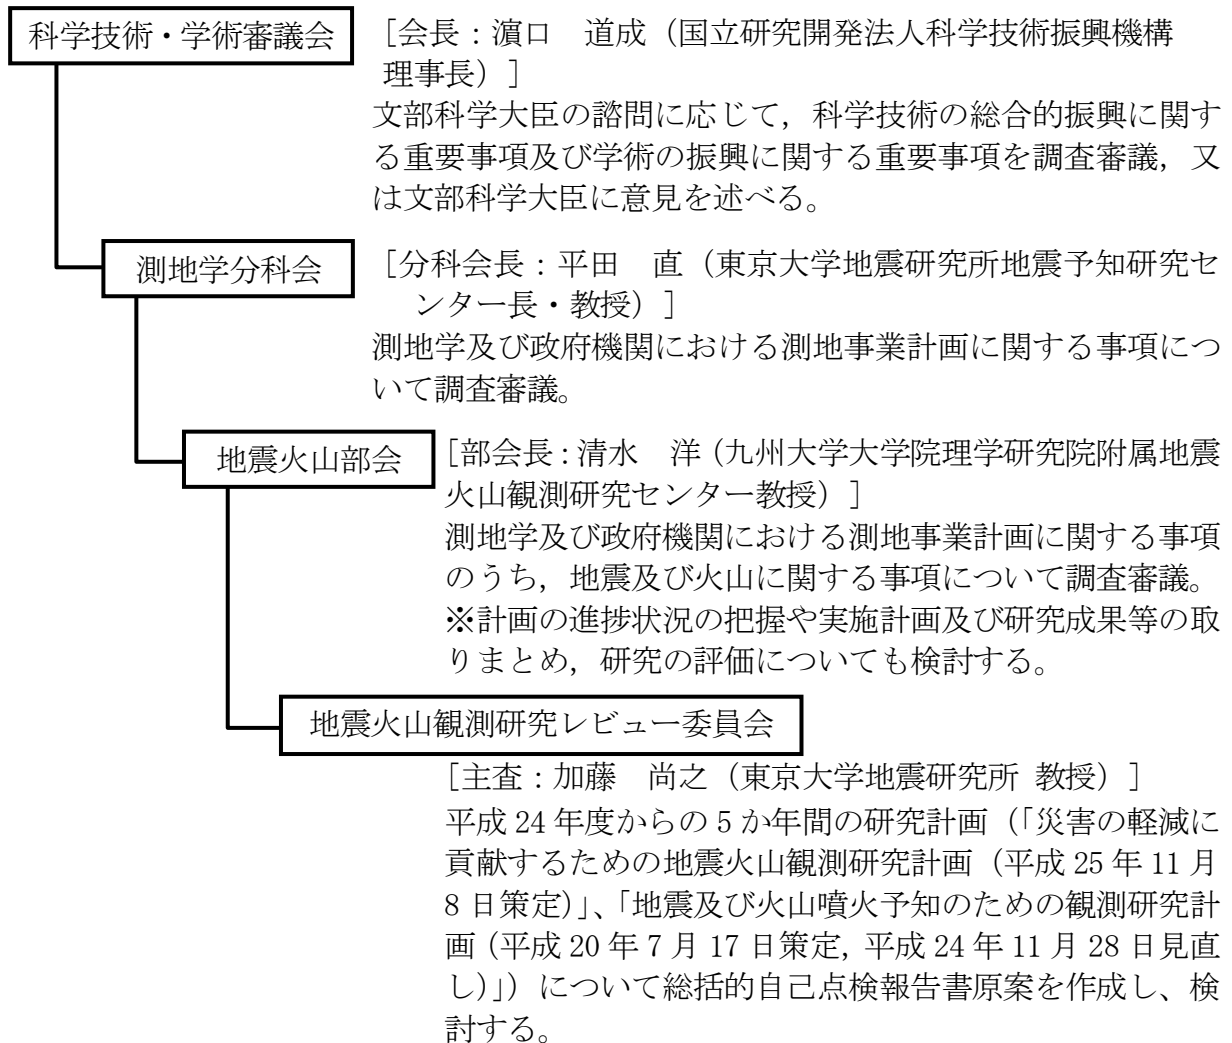 科学技術・学術審議会
［会長：濵口　道成（国立研究開発法人科学技術振興機構
理事長）］
文部科学大臣の諮問に応じて，科学技術の総合的振興に関す
る重要事項及び学術の振興に関する重要事項を調査審議，又
は文部科学大臣に意見を述べる。
測地学分科会
［分科会長：平田　直（東京大学地震研究所地震予知研究セ
ンター長・教授）］
測地学及び政府機関における測地事業計画に関する事項につ
いて調査審議。
地震火山部会
［部会長：清水　洋（九州大学大学院理学研究院附属地震
火山観測研究センター教授）］
測地学及び政府機関における測地事業計画に関する事項
のうち，地震及び火山に関する事項について調査審議。
※計画の進捗状況の把握や実施計画及び研究成果等の取
りまとめ，研究の評価についても検討する。
地震火山観測研究レビュー委員会
［主査：加藤　尚之（東京大学地震研究所 教授）］
平成 24 年度からの 5 か年間の研究計画（「災害の軽減に
貢献するための地震火山観測研究計画（平成 25 年 11 月
8 日策定）」、「地震及び火山噴火予知のための観測研究計
画（平成 20 年 7 月 17 日策定，平成 24 年 11 月 28 日見直
し）」）について総括的自己点検報告書原案を作成し、検
討する。